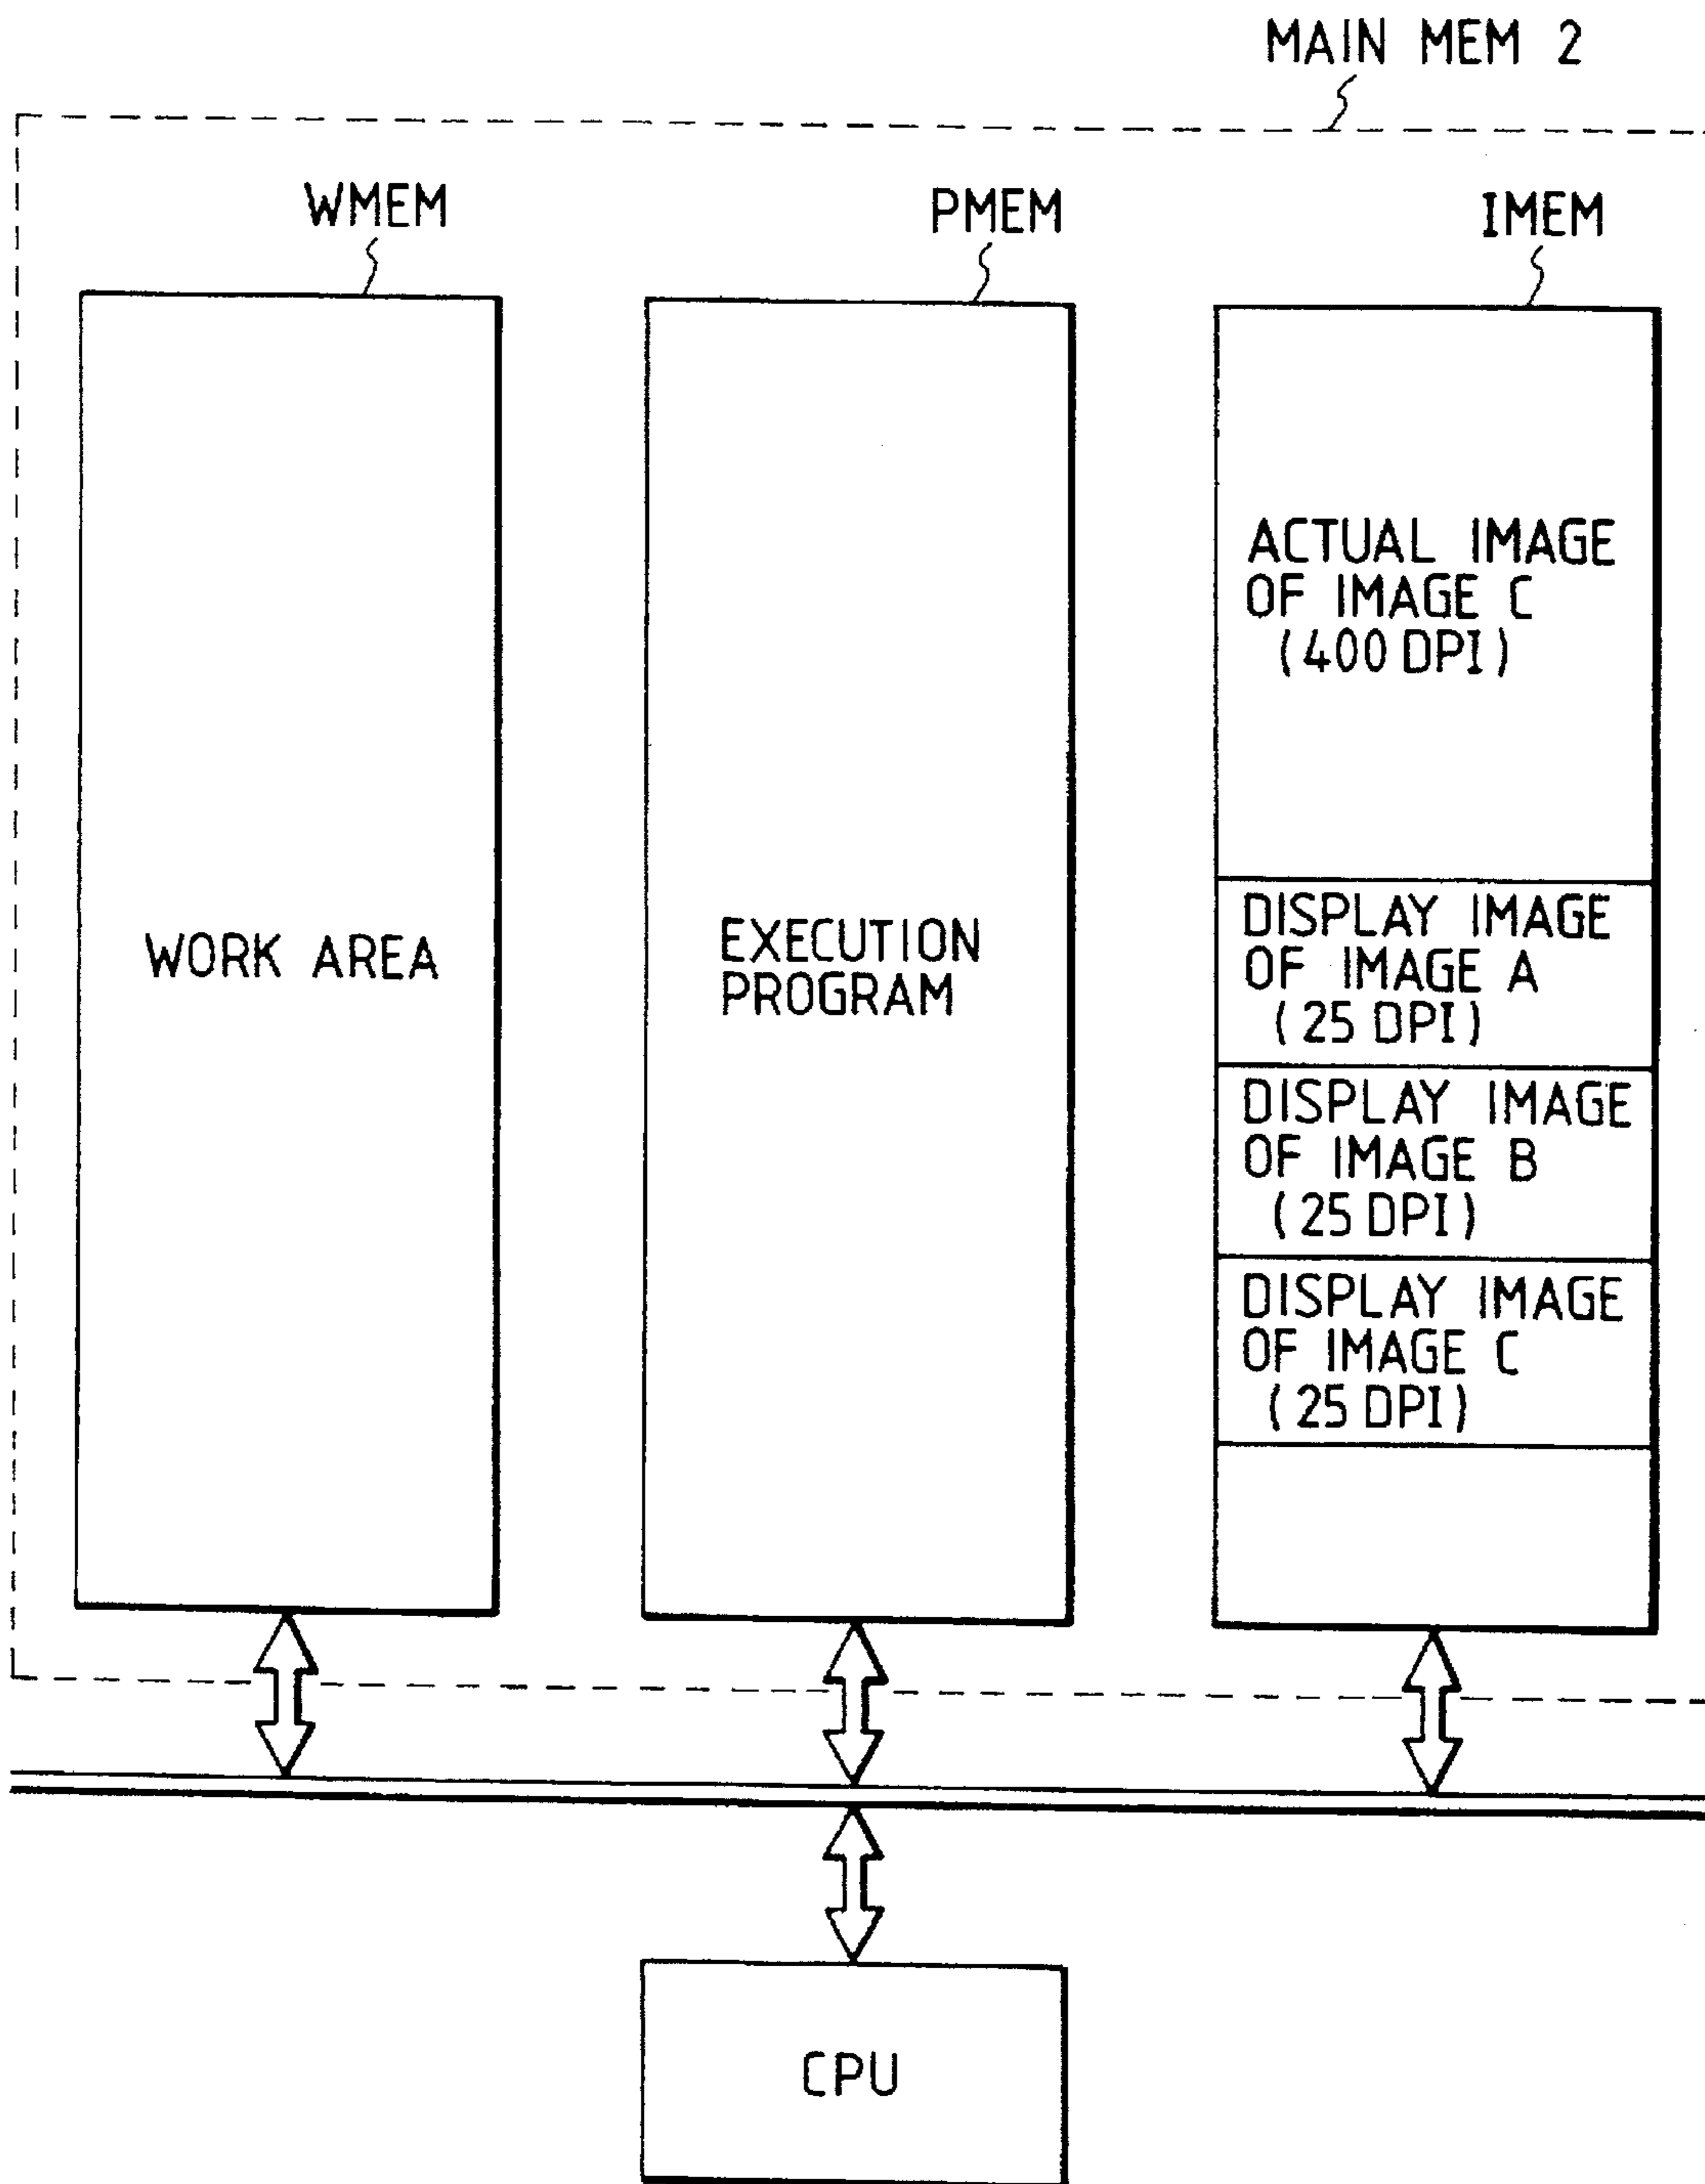 MAIN MEM 2
WMEM
PMEM
IMEM
WORK AREA
EXECUTION
PROGRAM
ACTUAL IMAGE
OF IMAGE C
(400 DPI)
DISPLAY IMAGE
OF IMAGE A
(25 DPI)
DISPLAY IMAGE
OF IMAGE B
(25 DPI)
DISPLAY IMAGE
OF IMAGE C
(25 DPI)
CPU